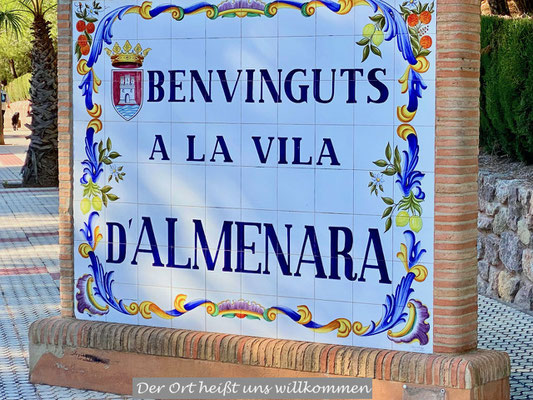 BENVINGUTS
A LA VILA
D'ALMENARA
Der Ort heißt uns willkommen